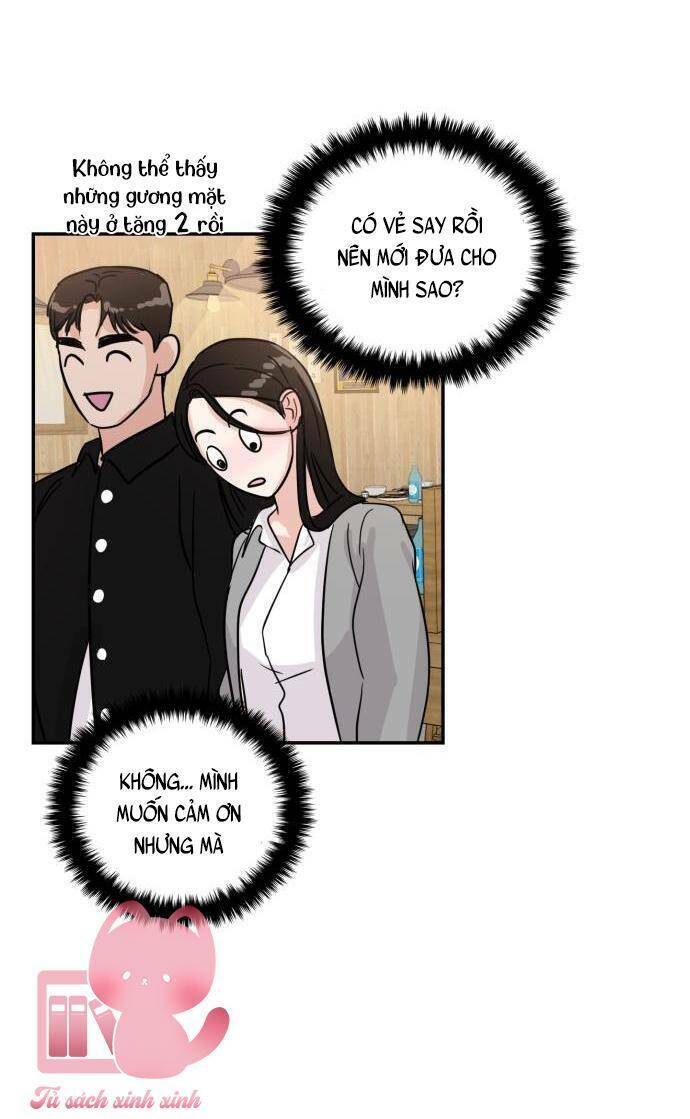 Không thể thấy
những gương mặt
này ở tăng 2 rồi
CÓ VẺ SAY RỒI
NÊN MỚI ĐƯA CHO
MÌNH SAO?
KHÔNG... MÌNH
MUỐN CẢM ƠN
NHƯNG MÀ
Tủ sách xinh xinh